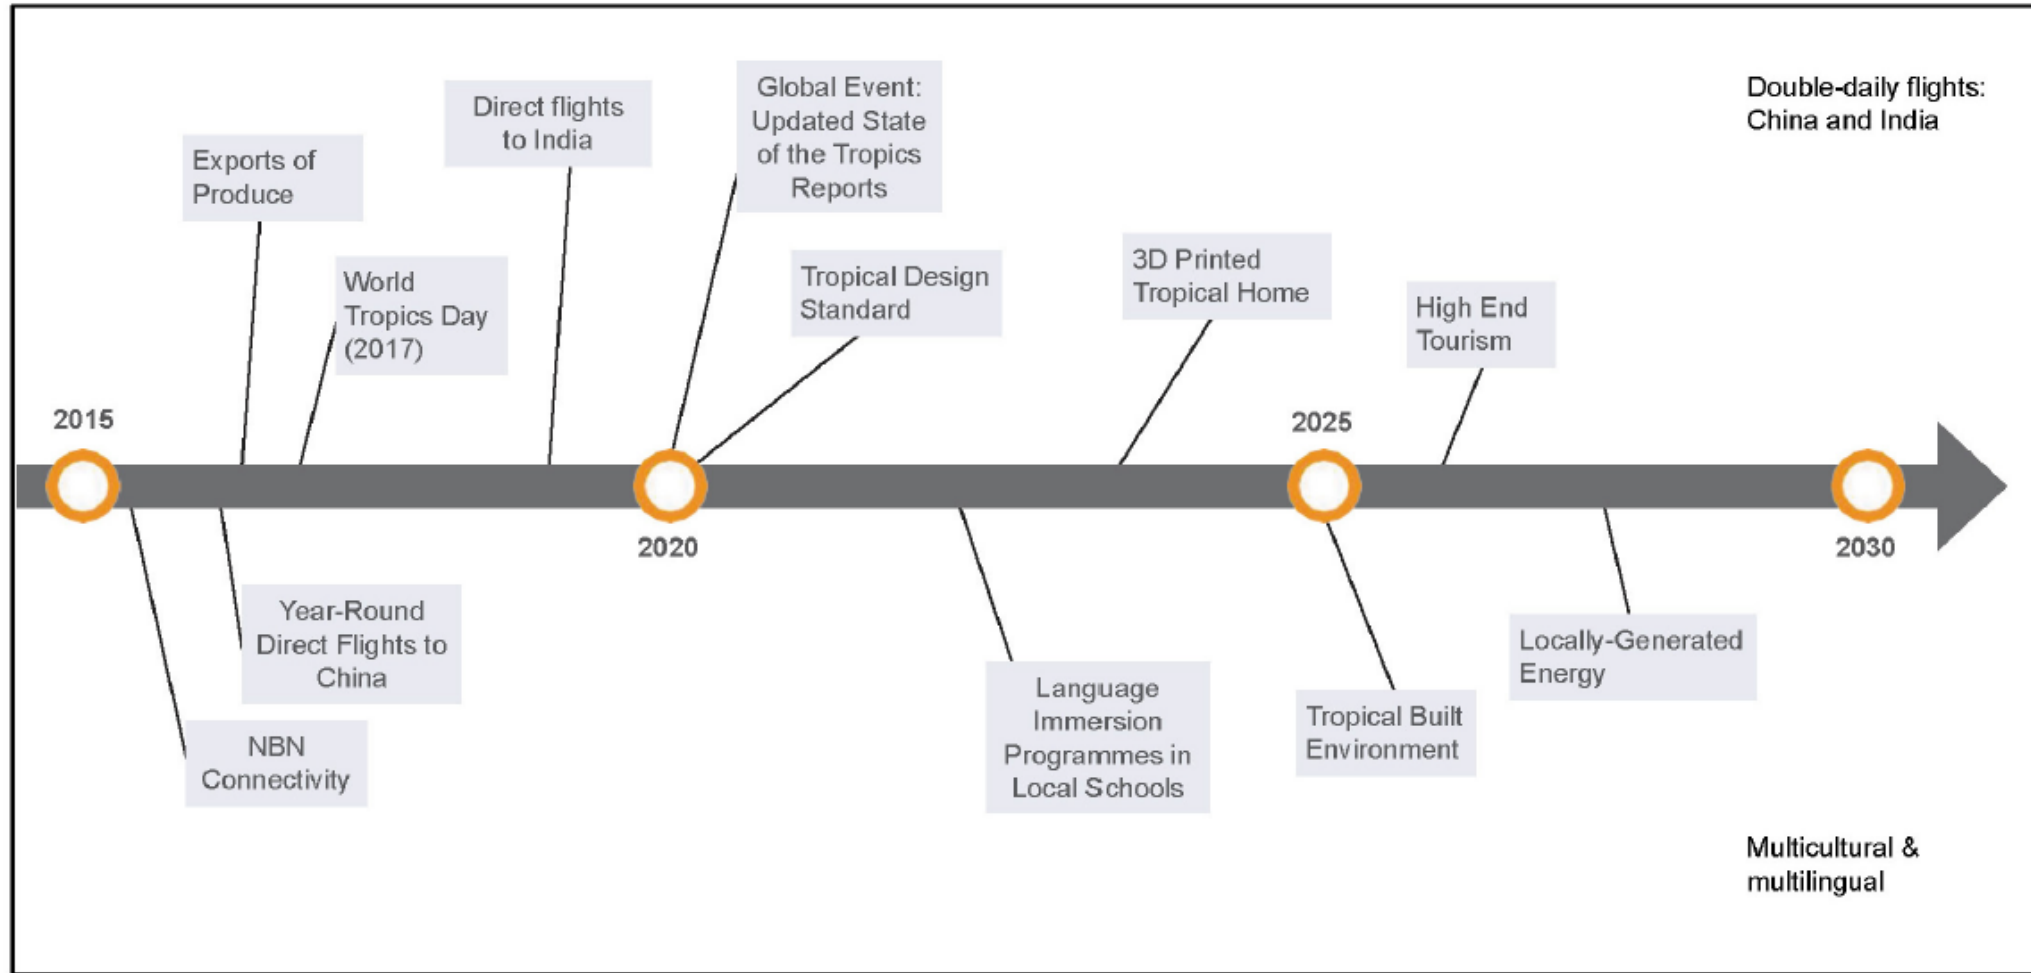 Double-daily flights:
China and India
Global Event:
Updated State
of the Tropics
Reports
Direct flights
to India
Exports of
Produce
World
Tropics Day
(2017)
Tropical Design
Standard
3D Printed
Tropical Home
High End
Tourism
2015
2025
2020
2030
Year-Round
Direct Flights to
China
NBN
Connectivity
Language
Immersion
Programmes in
Local Schools
Tropical Built
Environment
Locally-Generated
Energy
Multicultural &
multilingual